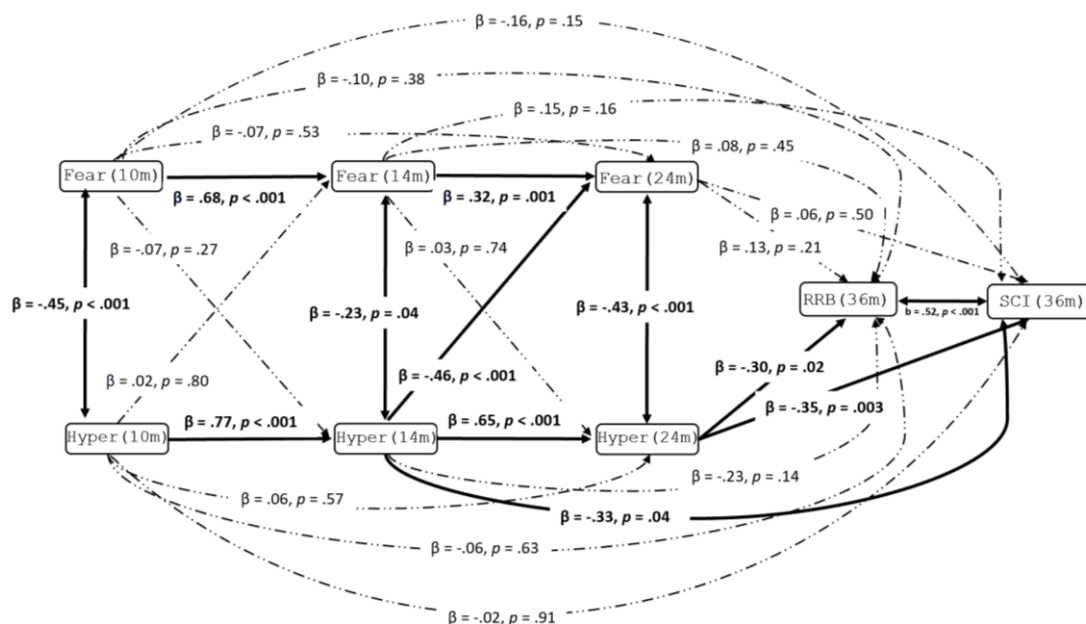 β = -.16, p = .15
β = -.10, p = .38
β = .15, p = .16
β = -.07, p = .53
β = .08, p = .45
Fear(10m)
Fear(14m)
Fear(24m)
β = .68, p < .001
β = .32, p = .001
β = .06, p = .50
β = -.07, p = .27
β = .03, p = .74
β = .13, p = .21
β = -.45, p < .001
β = -.23, p = .04
β = -.43, p < .001
RRB(36m)
SCI(36m)
b = .52, p < .001
β = .02, p = .80
β = -.46, p < .001
β = -.30, p = .02
β = -.35, p = .003
β = .77, p < .001
β = .65, p < .001
Hyper(10m)
Hyper(14m)
Hyper(24m)
β = -.23, p = .14
β = .06, p = .57
β = -.33, p = .04
β = -.06, p = .63
β = -.02, p = .91